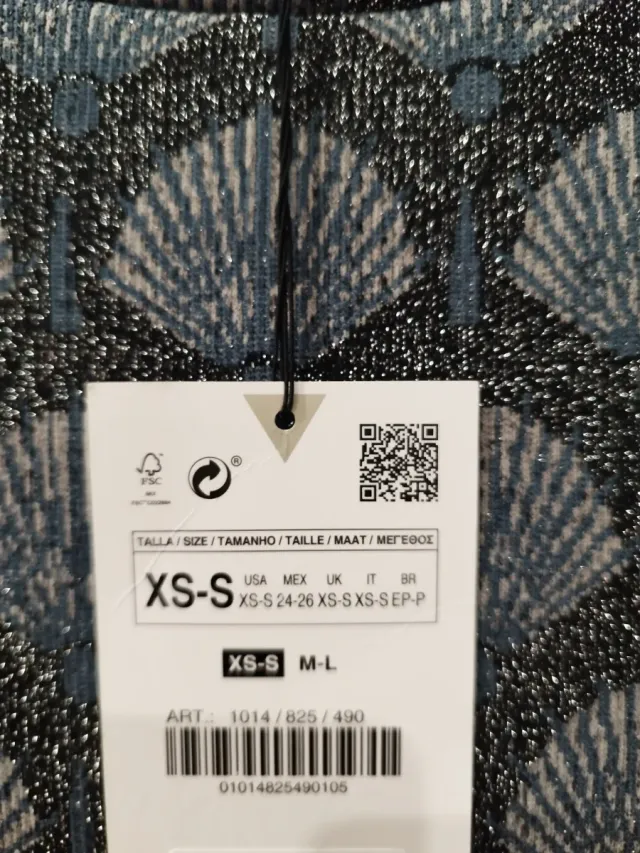 FSC
®
TALLA / SIZE / TAMANHO / TAILLE / MAAT / ΜΕΓΕΘΟΣ
XS-S USA MEX UK IT BR
XS-S 24-26 XS-S XS-S EP-P
XS-S M-L
ART.: 1014 / 825 / 490
01014825490105